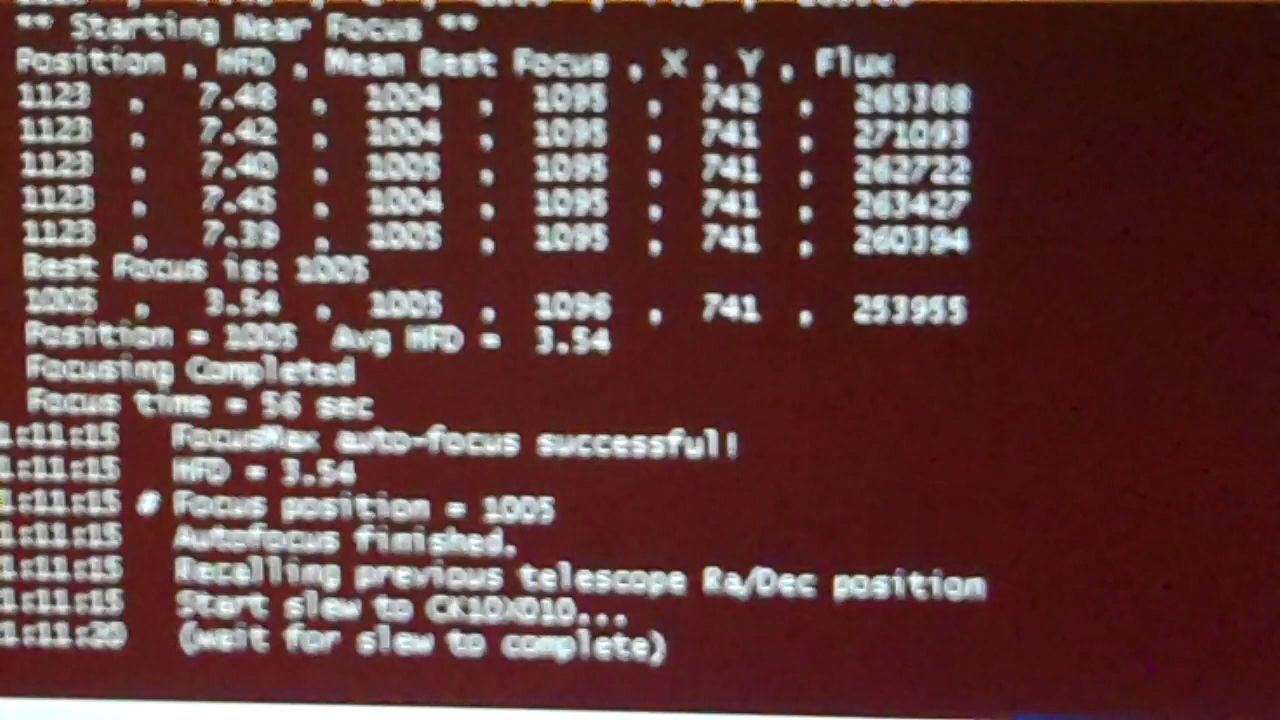 ** Starting Near Focus **
Position , HFD , Mean Best Focus , X , Y , Flux
1123 , 7.48 , 1004 , 1095 , 742 , 265388
1123 , 7.42 , 1004 , 1095 , 741 , 271093
1123 , 7.40 , 1005 , 1095 , 741 , 262722
1123 , 7.45 , 1004 , 1095 , 741 , 263427
1123 , 7.39 , 1005 , 1095 , 741 , 260394
Best Focus is: 1005
1005 , 3.54 , 1005 , 1096 , 741 , 253955
Position = 1005 Avg HFD = 3.54
Focusing Completed
Focus time = 56 sec
1:11:15 FocusMax auto-focus successful!
1:11:15 HFD = 3.54
1:11:15 # Focus position = 1005
1:11:15 Autofocus finished.
1:11:15 Recalling previous telescope Ra/Dec position
1:11:15 Start slew to CK10X010...
1:11:20 (wait for slew to complete)